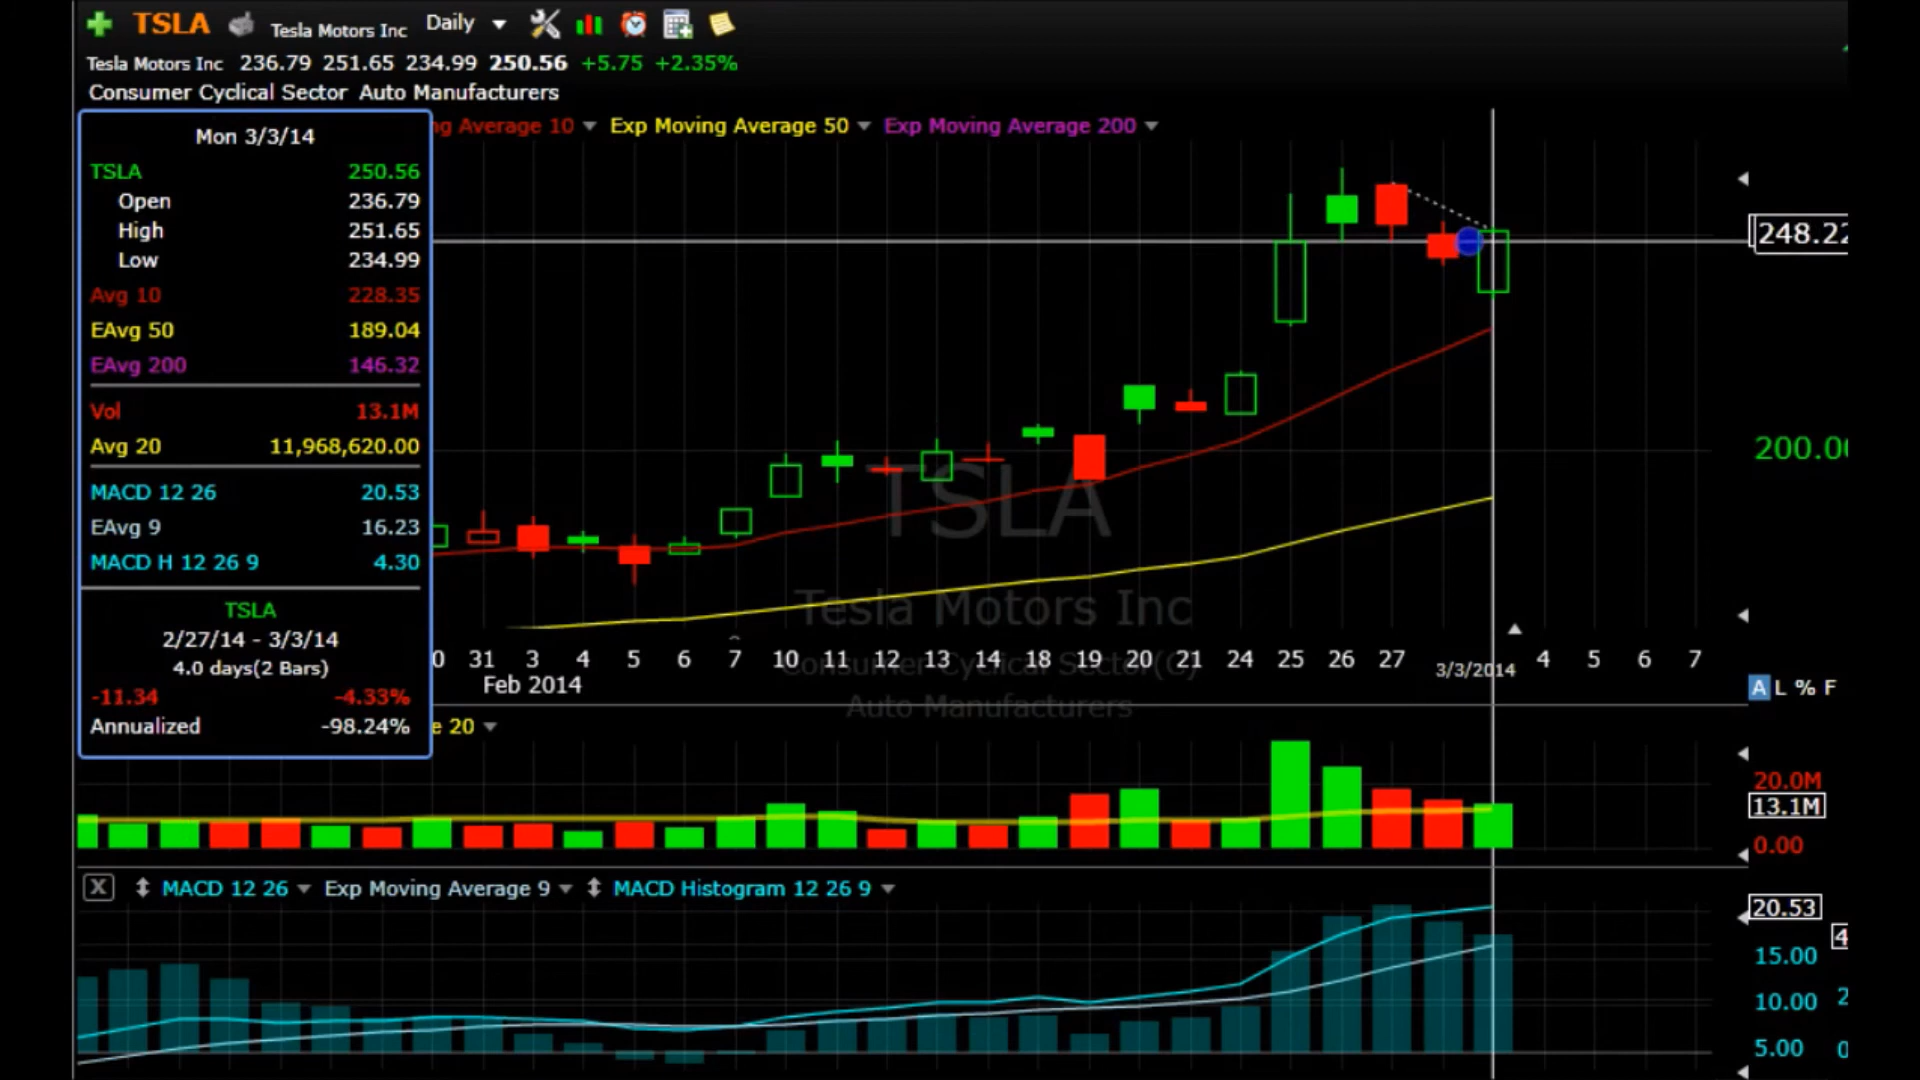 TSLA Tesla Motors Inc Daily
Tesla Motors Inc 236.79 251.65 234.99 250.56 +5.75 +2.35%
Consumer Cyclical Sector Auto Manufacturers
ng Average 10 Exp Moving Average 50 Exp Moving Average 200
Mon 3/3/14
TSLA 250.56
Open 236.79
High 251.65
Low 234.99
Avg 10 228.35
EAvg 50 189.04
EAvg 200 146.32
Vol 13.1M
Avg 20 11,968,620.00
MACD 12 26 20.53
EAvg 9 16.23
MACD H 12 26 9 4.30
TSLA
2/27/14 - 3/3/14
4.0 days(2 Bars)
-11.34 -4.33%
Annualized -98.24%
248.22
200.00
TSLA
Tesla Motors Inc
Consumer Cyclical Sector(C)
Auto Manufacturers
0 31 3 4 5 6 7 10 11 12 13 14 18 19 20 21 24 25 26 27 3/3/2014 4 5 6 7
Feb 2014
A L % F
e 20
20.0M
13.1M
0.00
X MACD 12 26 Exp Moving Average 9 MACD Histogram 12 26 9
20.53
4
15.00
10.00 2
5.00 0